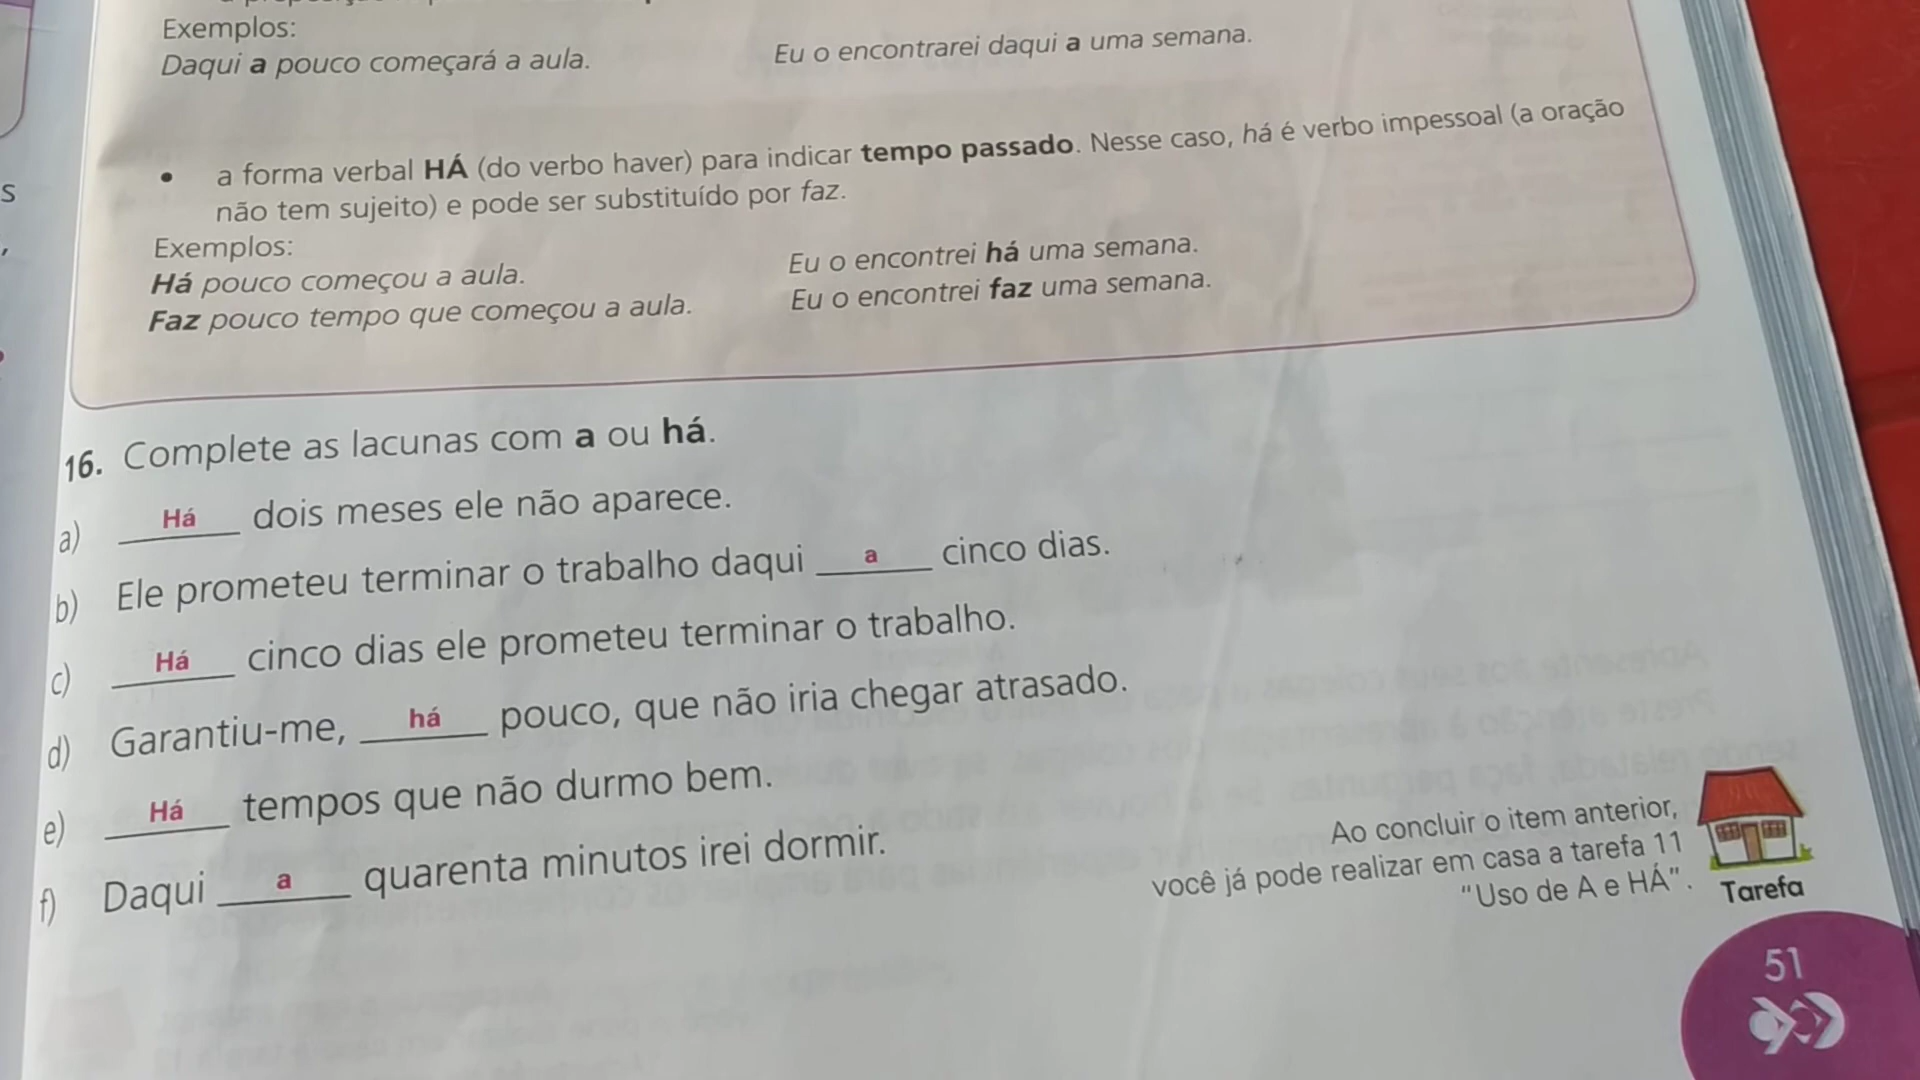 Exemplos:
Daqui a pouco começará a aula.
Eu o encontrarei daqui a uma semana.
• a forma verbal HÁ (do verbo haver) para indicar tempo passado. Nesse caso, há é verbo impessoal (a oração
não tem sujeito) e pode ser substituído por faz.
Exemplos:
Há pouco começou a aula.
Faz pouco tempo que começou a aula.
Eu o encontrei há uma semana.
Eu o encontrei faz uma semana.
16. Complete as lacunas com a ou há.
a) Há dois meses ele não aparece.
b) Ele prometeu terminar o trabalho daqui a cinco dias.
c) Há cinco dias ele prometeu terminar o trabalho.
d) Garantiu-me, há pouco, que não iria chegar atrasado.
e) Há tempos que não durmo bem.
f) Daqui a quarenta minutos irei dormir.
Ao concluir o item anterior,
você já pode realizar em casa a tarefa 11
“Uso de A e HÁ”.
Tarefa
51